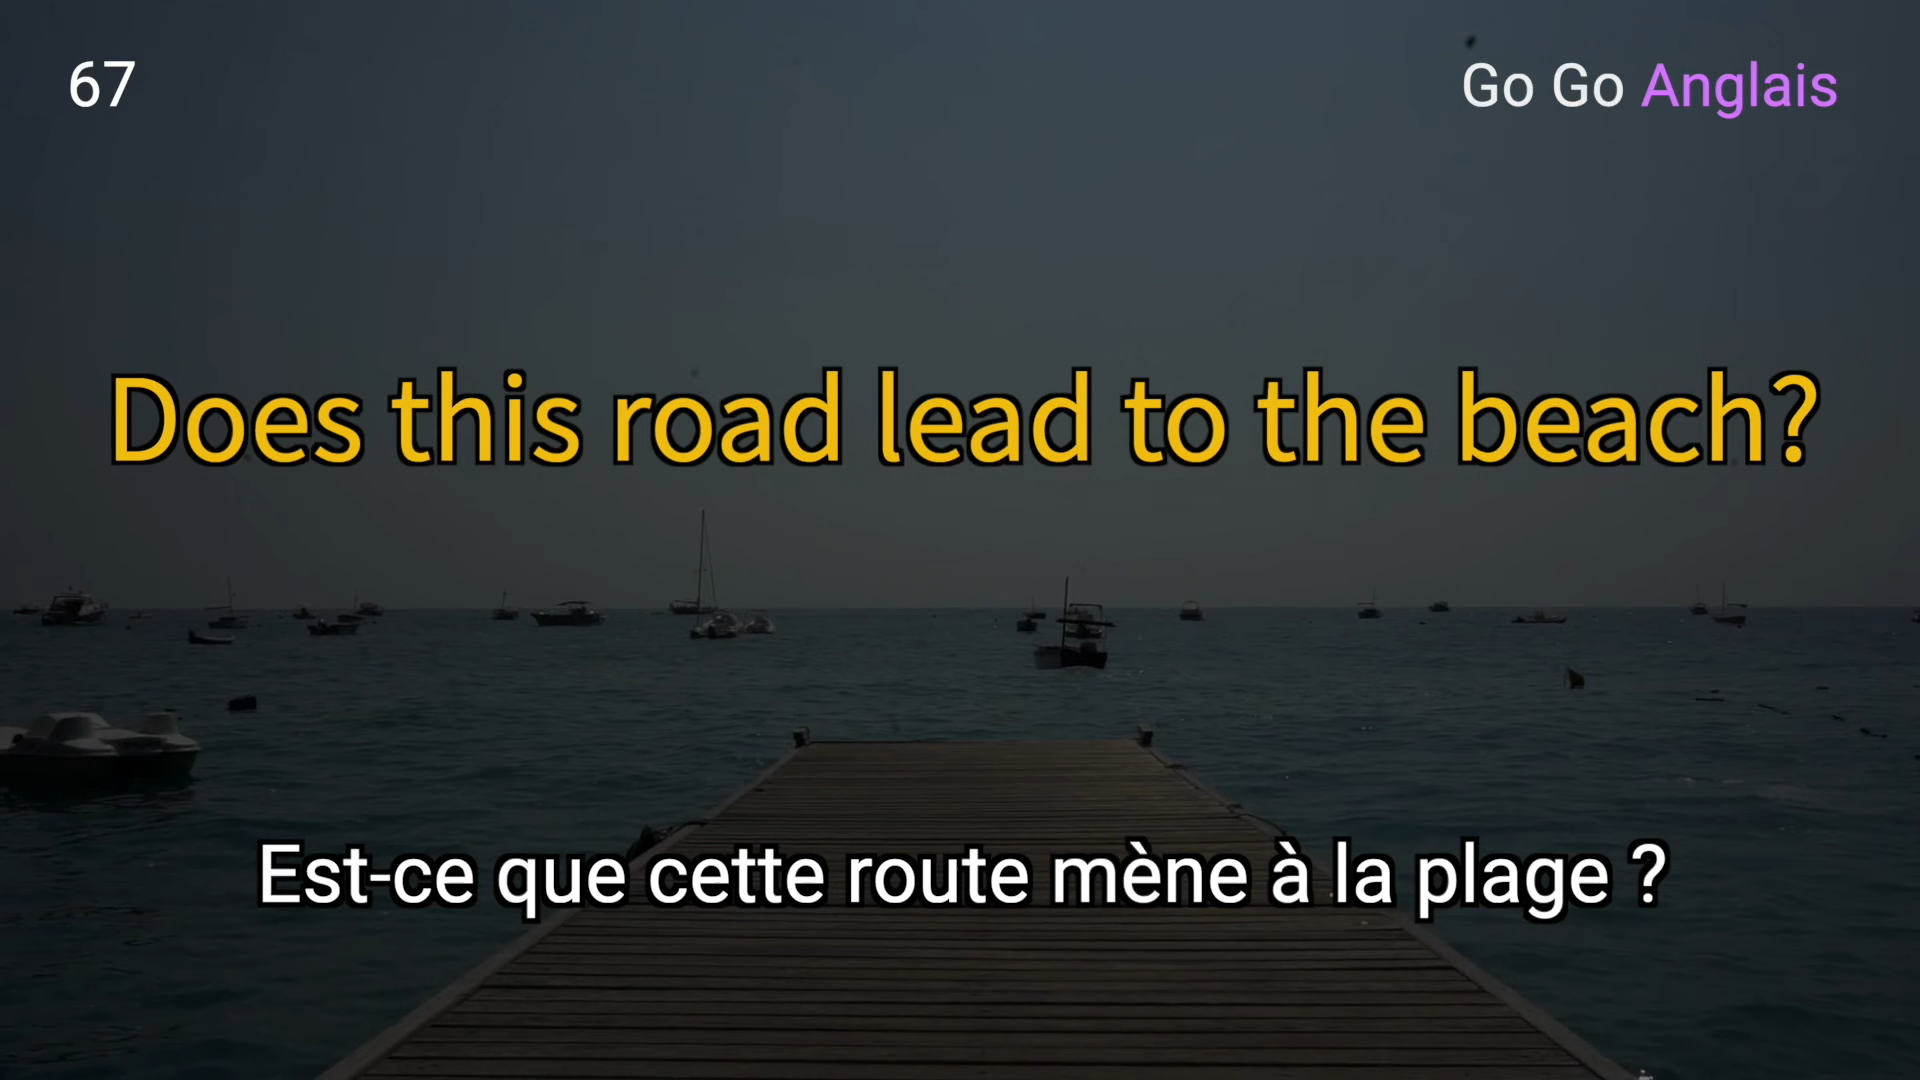 67
Go Go Anglais
Does this road lead to the beach?
Est-ce que cette route mène à la plage ?